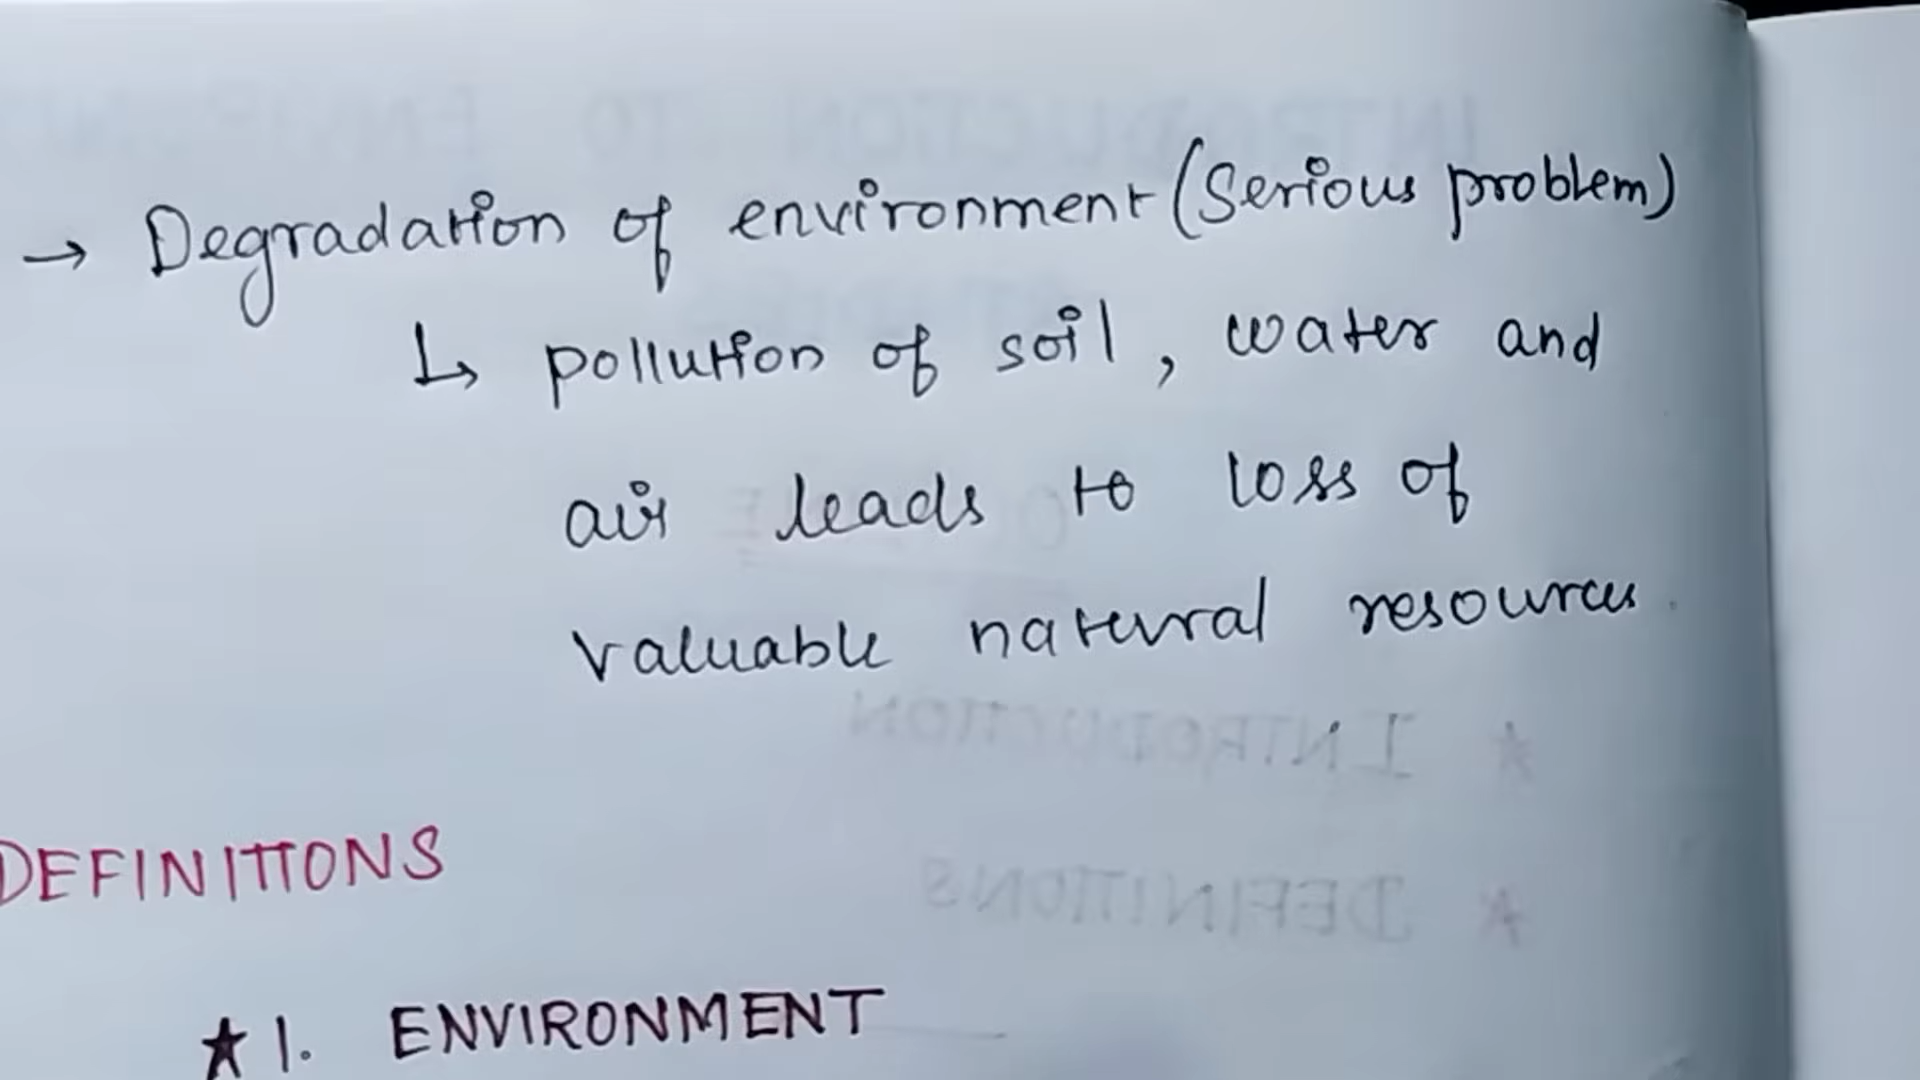 → Degradation of environment (Serious problem)
↳ pollution of soil, water and
air leads to loss of
valuable natural resources.
DEFINITIONS
★ 1. ENVIRONMENT